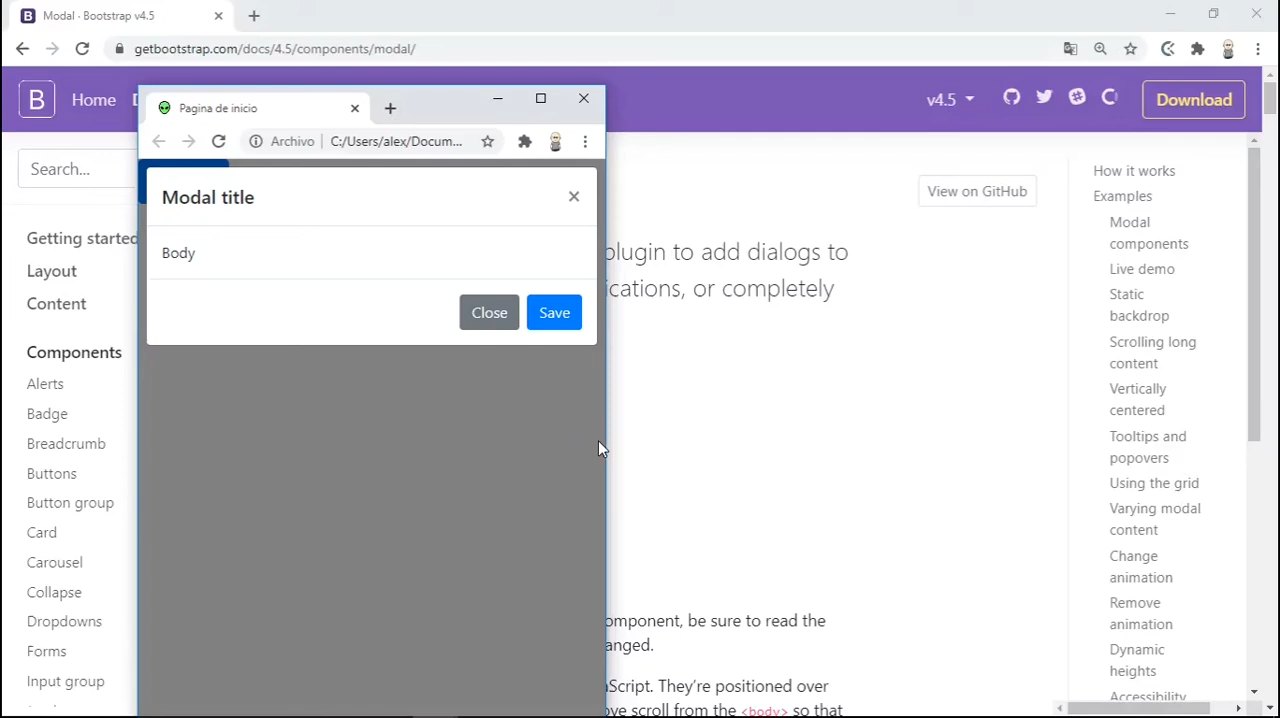 Modal · Bootstrap v4.5
getbootstrap.com/docs/4.5/components/modal/
B
Home
v4.5
Download
Search...
Getting started
Layout
Content
Components
Alerts
Badge
Breadcrumb
Buttons
Button group
Card
Carousel
Collapse
Dropdowns
Forms
Input group
Pagina de inicio
Archivo
C:/Users/alex/Docum...
Modal title
Body
Close
Save
View on GitHub
plugin to add dialogs to
ications, or completely
omponent, be sure to read the
anged.
Script. They're positioned over
ve scroll from the <body> so that
How it works
Examples
Modal
components
Live demo
Static
backdrop
Scrolling long
content
Vertically
centered
Tooltips and
popovers
Using the grid
Varying modal
content
Change
animation
Remove
animation
Dynamic
heights
Accessibility